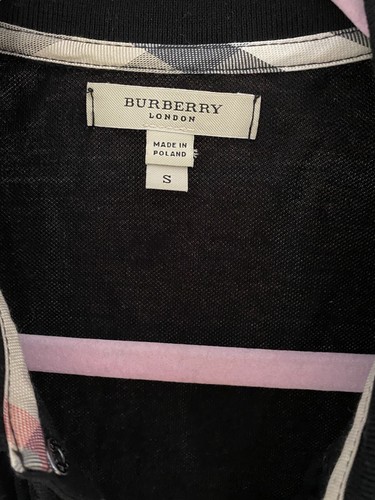 BURBERRY
LONDON
MADE IN
POLAND
S